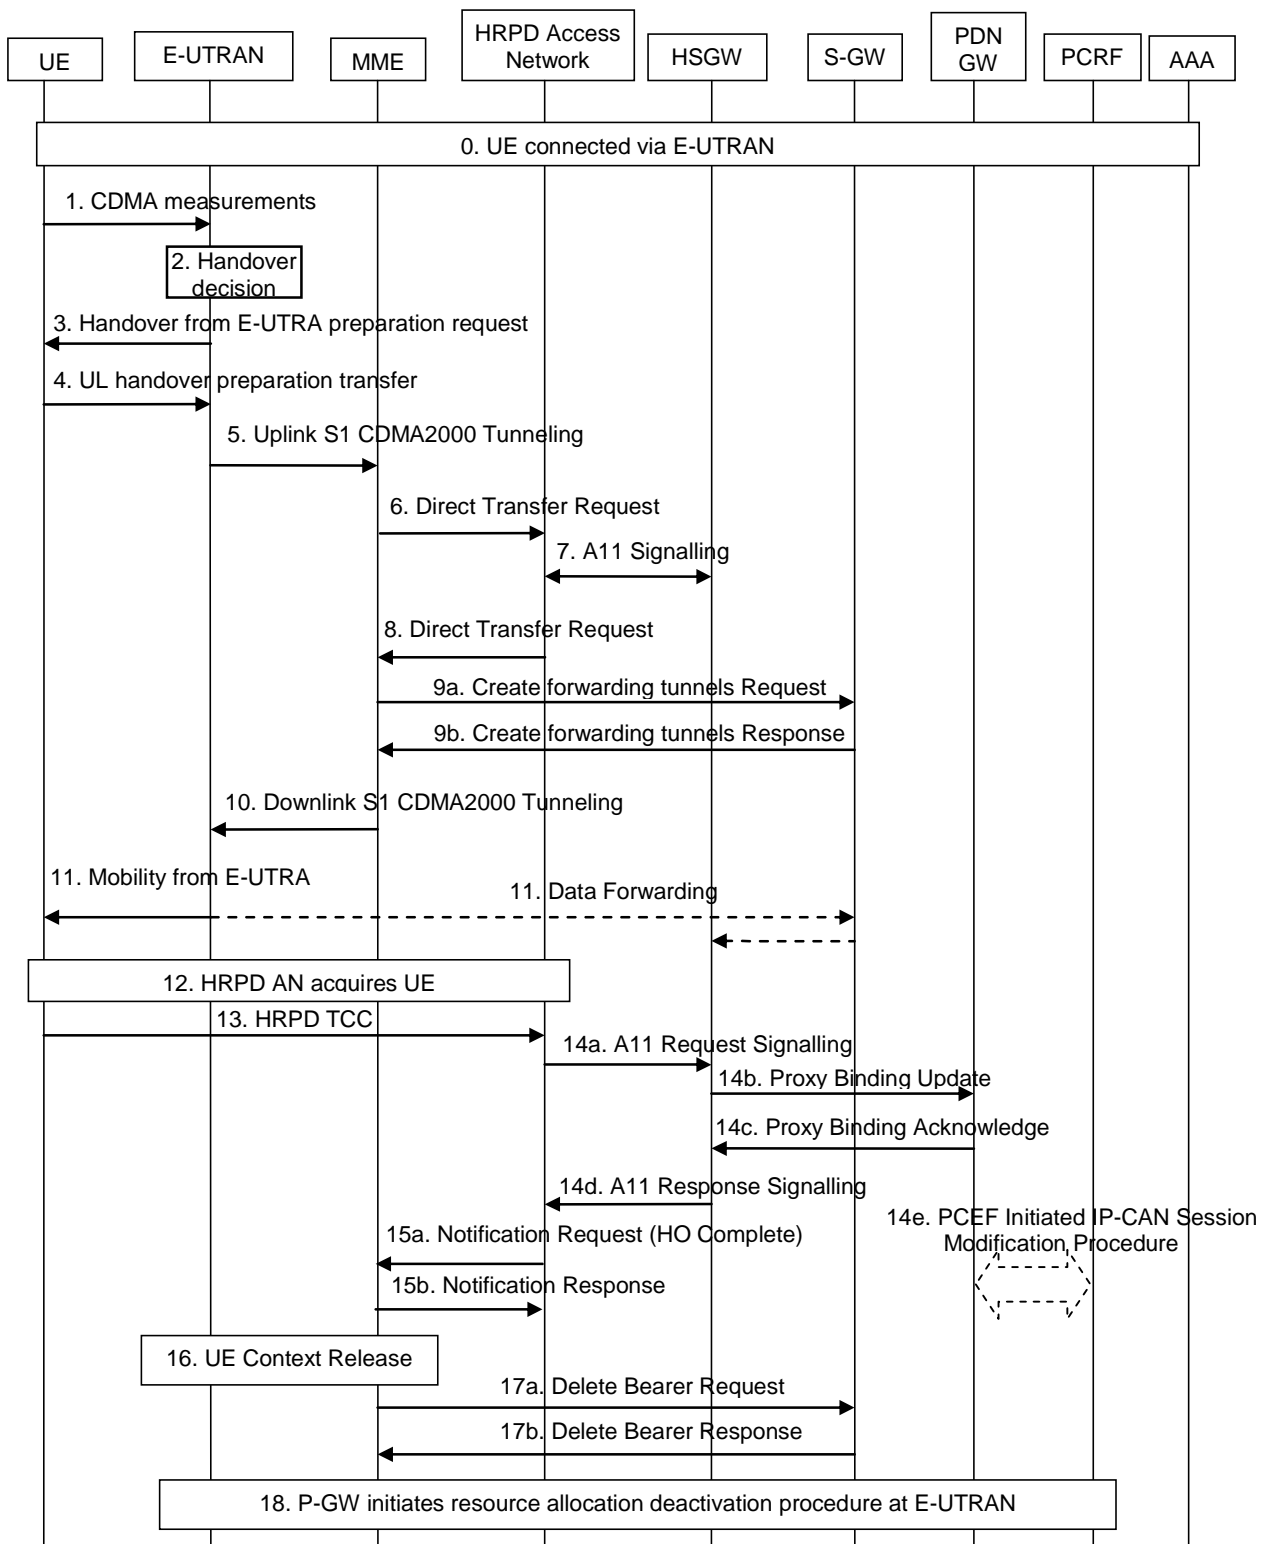 UE
E-UTRAN
MME
HRPD Access
Network
HSGW
S-GW
PDN
GW
PCRF
AAA
0. UE connected via E-UTRAN
1. CDMA measurements
2. Handover
decision
3. Handover from E-UTRA preparation request
4. UL handover preparation transfer
5. Uplink S1 CDMA2000 Tunneling
6. Direct Transfer Request
7. A11 Signalling
8. Direct Transfer Request
9a. Create forwarding tunnels Request
9b. Create forwarding tunnels Response
10. Downlink S1 CDMA2000 Tunneling
11. Mobility from E-UTRA
11. Data Forwarding
12. HRPD AN acquires UE
13. HRPD TCC
14a. A11 Request Signalling
14b. Proxy Binding Update
14c. Proxy Binding Acknowledge
14d. A11 Response Signalling
14e. PCEF Initiated IP-CAN Session
Modification Procedure
15a. Notification Request (HO Complete)
15b. Notification Response
16. UE Context Release
17a. Delete Bearer Request
17b. Delete Bearer Response
18. P-GW initiates resource allocation deactivation procedure at E-UTRAN